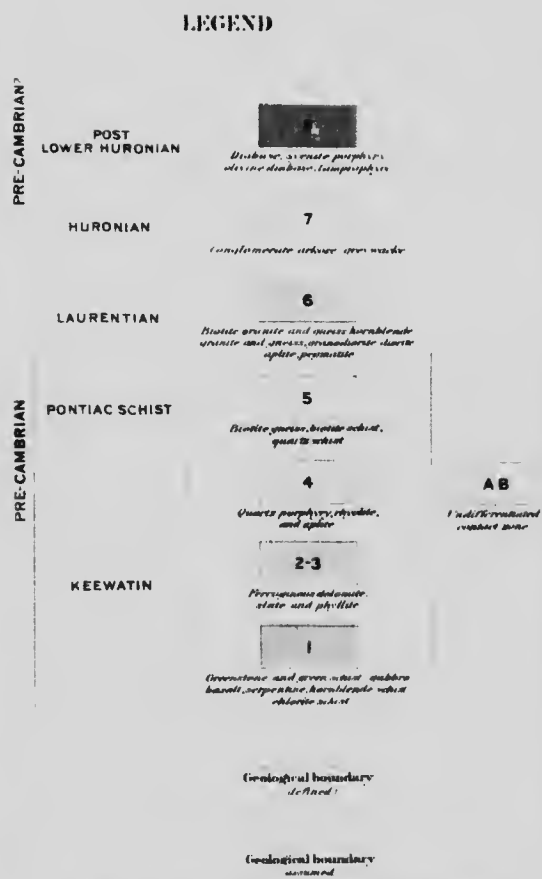 LEGEND
PRE-CAMBRIAN?
POST
LOWER HURONIAN
Diabase, syenite porphyry
olivine diabase, lamprophyre
HURONIAN
7
Conglomerate arkose greywacke
PRE-CAMBRIAN
LAURENTIAN
6
Biotite granite and gneiss hornblende
granite and gneiss, granodiorite diorite
aplite, pegmatite
PONTIAC SCHIST
5
Biotite gneiss, biotite schist,
quartz schist
4
Quartz porphyry, rhyolite,
and aplite
A B
Undifferentiated
contact zone
KEEWATIN
2-3
Ferruginous dolomite,
slate and phyllite
1
Greenstone and green schist gabbro
basalt, serpentine, hornblende schist
chlorite schist
Geological boundary
defined
Geological boundary
assumed